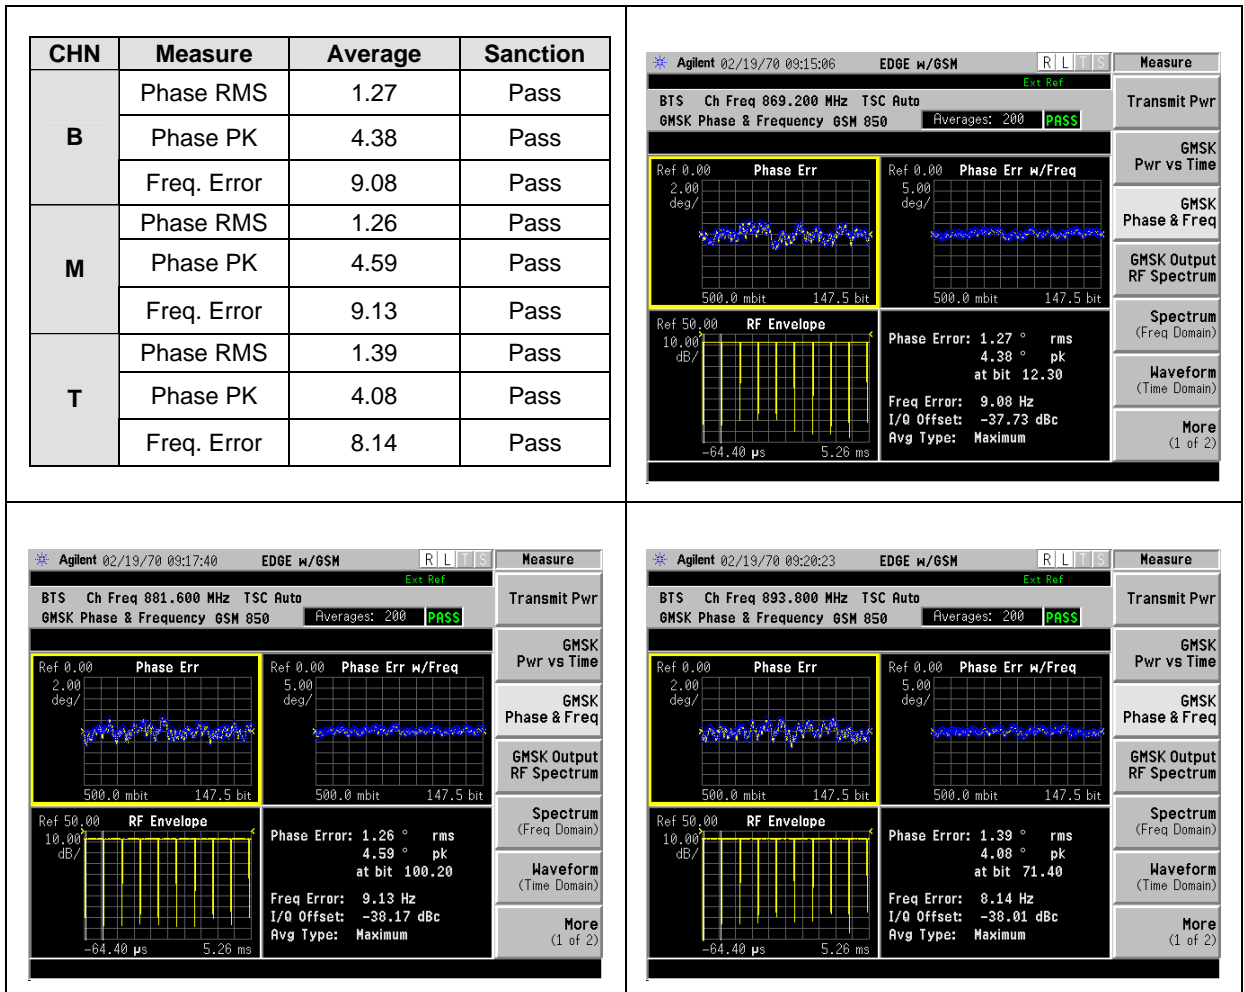 CHN Measure Average Sanction
B Phase RMS 1.27 Pass
Phase PK 4.38 Pass
Freq. Error 9.08 Pass
M Phase RMS 1.26 Pass
Phase PK 4.59 Pass
Freq. Error 9.13 Pass
T Phase RMS 1.39 Pass
Phase PK 4.08 Pass
Freq. Error 8.14 Pass
Agilent 02/19/70 09:15:06 EDGE w/GSM R L T S Measure
Ext Ref
BTS Ch Freq 869.200 MHz TSC Auto
GMSK Phase & Frequency GSM 850 Averages: 200 PASS
Ref 0.00 Phase Err
2.00
deg/
500.0 mbit 147.5 bit
Ref 0.00 Phase Err w/Freq
5.00
deg/
500.0 mbit 147.5 bit
Ref 50.00 RF Envelope
10.00
dB/
-64.40 µs 5.26 ms
Phase Error: 1.27 ° rms
4.38 ° pk
at bit 12.30
Freq Error: 9.08 Hz
I/Q Offset: -37.73 dBc
Avg Type: Maximum
Transmit Pwr
GMSK
Pwr vs Time
GMSK
Phase & Freq
GMSK Output
RF Spectrum
Spectrum
(Freq Domain)
Waveform
(Time Domain)
More
(1 of 2)
Agilent 02/19/70 09:17:40 EDGE w/GSM R L T S Measure
Ext Ref
BTS Ch Freq 881.600 MHz TSC Auto
GMSK Phase & Frequency GSM 850 Averages: 200 PASS
Ref 0.00 Phase Err
2.00
deg/
500.0 mbit 147.5 bit
Ref 0.00 Phase Err w/Freq
5.00
deg/
500.0 mbit 147.5 bit
Ref 50.00 RF Envelope
10.00
dB/
-64.40 µs 5.26 ms
Phase Error: 1.26 ° rms
4.59 ° pk
at bit 100.20
Freq Error: 9.13 Hz
I/Q Offset: -38.17 dBc
Avg Type: Maximum
Transmit Pwr
GMSK
Pwr vs Time
GMSK
Phase & Freq
GMSK Output
RF Spectrum
Spectrum
(Freq Domain)
Waveform
(Time Domain)
More
(1 of 2)
Agilent 02/19/70 09:20:23 EDGE w/GSM R L T S Measure
Ext Ref
BTS Ch Freq 893.800 MHz TSC Auto
GMSK Phase & Frequency GSM 850 Averages: 200 PASS
Ref 0.00 Phase Err
2.00
deg/
500.0 mbit 147.5 bit
Ref 0.00 Phase Err w/Freq
5.00
deg/
500.0 mbit 147.5 bit
Ref 50.00 RF Envelope
10.00
dB/
-64.40 µs 5.26 ms
Phase Error: 1.39 ° rms
4.08 ° pk
at bit 71.40
Freq Error: 8.14 Hz
I/Q Offset: -38.01 dBc
Avg Type: Maximum
Transmit Pwr
GMSK
Pwr vs Time
GMSK
Phase & Freq
GMSK Output
RF Spectrum
Spectrum
(Freq Domain)
Waveform
(Time Domain)
More
(1 of 2)